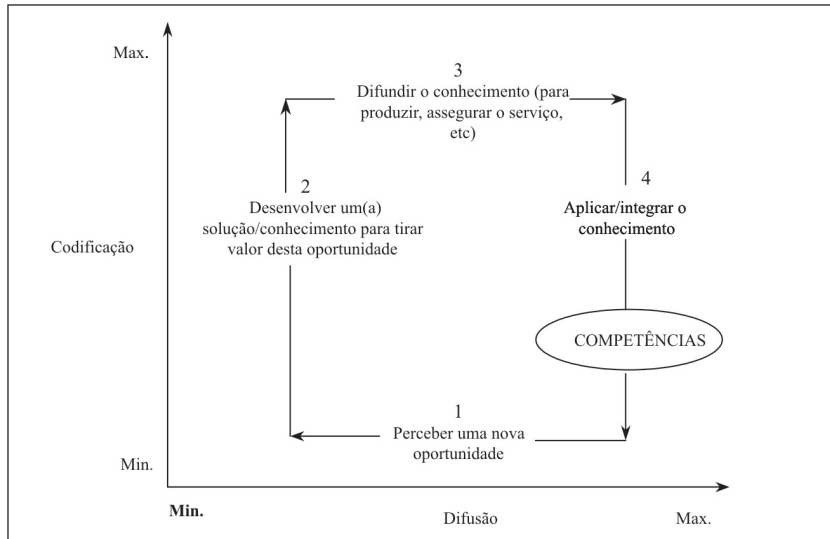 Max.
3
Difundir o conhecimento (para
produzir, assegurar o serviço,
etc)
2
Desenvolver um(a)
solução/conhecimento para tirar
valor desta oportunidade
4
Aplicar/integrar o
conhecimento
Codificação
COMPETÊNCIAS
1
Perceber uma nova
oportunidade
Min.
Min.
Difusão
Max.